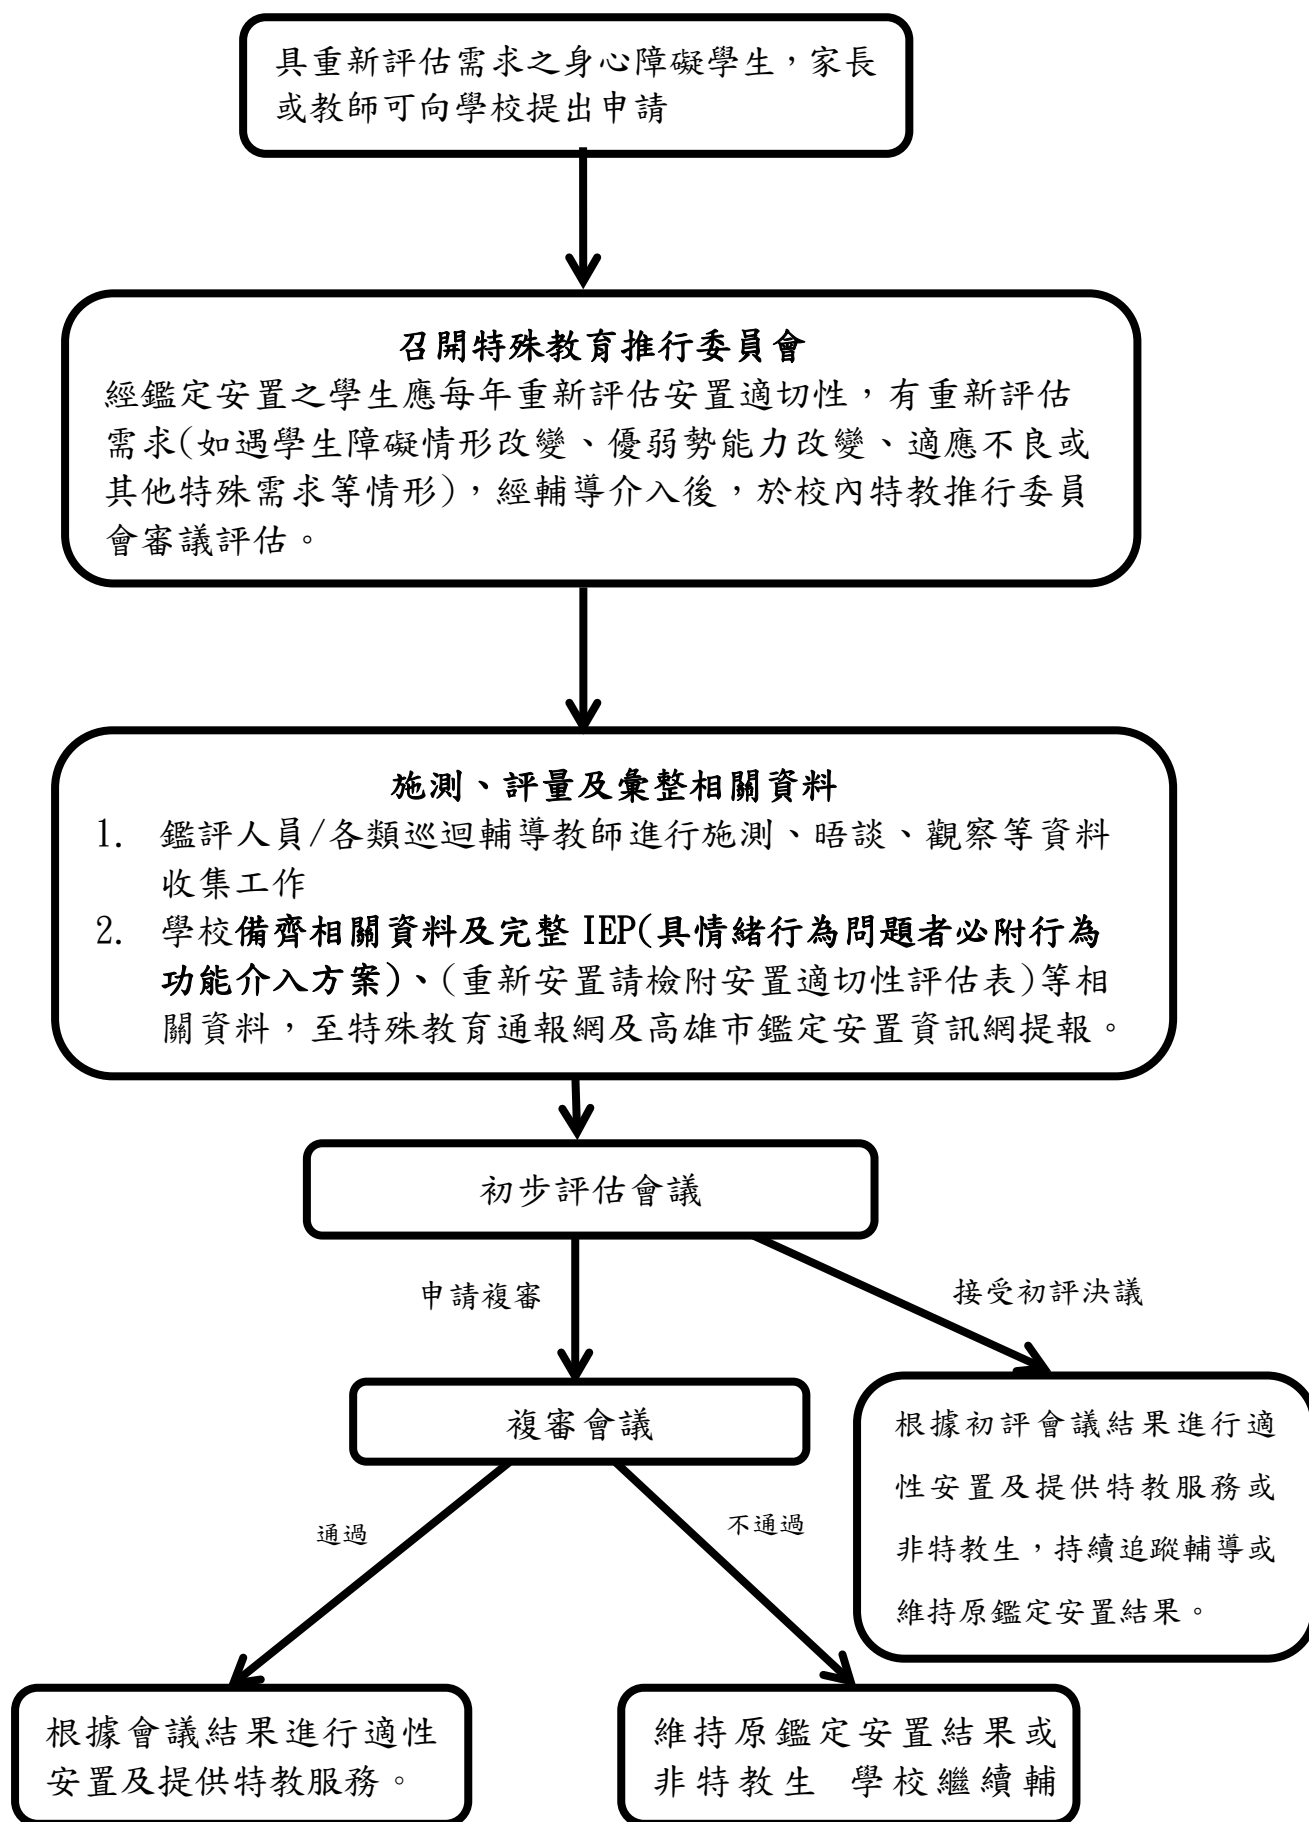 具重新評估需求之身心障礙學生，家長
或教師可向學校提出申請
召開特殊教育推行委員會
經鑑定安置之學生應每年重新評估安置適切性，有重新評估
需求(如遇學生障礙情形改變、優弱勢能力改變、適應不良或
其他特殊需求等情形)，經輔導介入後，於校內特教推行委員
會審議評估。
施測、評量及彙整相關資料
1. 鑑評人員/各類巡迴輔導教師進行施測、晤談、觀察等資料
收集工作
2. 學校備齊相關資料及完整 IEP(具情緒行為問題者必附行為
功能介入方案)、(重新安置請檢附安置適切性評估表)等相
關資料，至特殊教育通報網及高雄市鑑定安置資訊網提報。
初步評估會議
申請複審
接受初評決議
複審會議
根據初評會議結果進行適
性安置及提供特教服務或
非特教生，持續追蹤輔導或
維持原鑑定安置結果。
通過
不通過
根據會議結果進行適性
安置及提供特教服務。
維持原鑑定安置結果或
非特教生 學校繼續輔